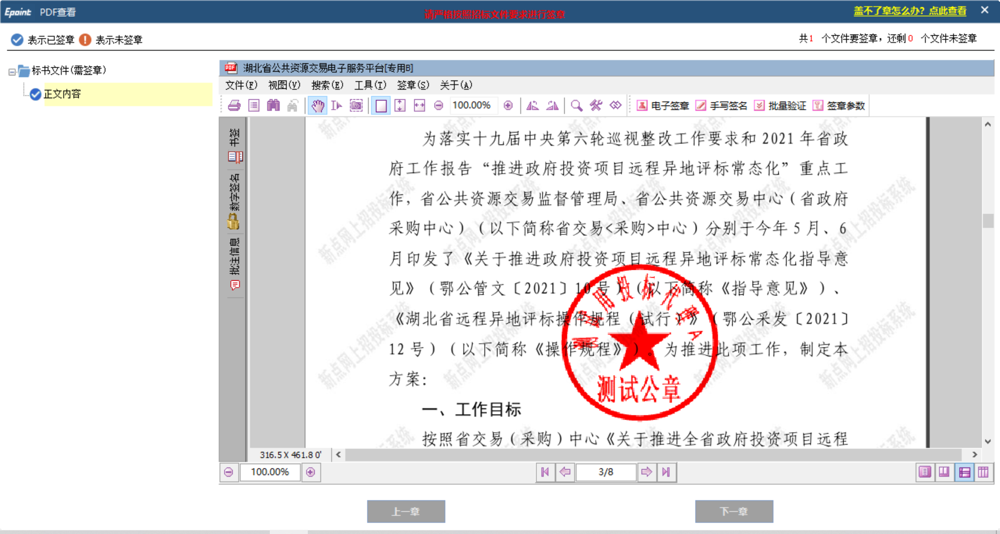 Epoint PDF查看
请严格按照招标文件要求进行签章
盖不了章怎么办？点此查看
表示已签章 表示未签章
共1 个文件要签章，还剩0 个文件未签章
标书文件(需签章)
正文内容
湖北省公共资源交易电子服务平台[专用B]
文件(F) 视图(V) 搜索(E) 工具(T) 签章(S) 关于(A)
100.00% 电子签章 手写签名 批量验证 签章参数
书签
数字签名
批注信息
为落实十九届中央第六轮巡视整改工作要求和 2021 年省政
府工作报告“推进政府投资项目远程异地评标常态化”重点工
作，省公共资源交易监督管理局、省公共资源交易中心（省政府
采购中心）（以下简称省交易<采购>中心）分别于今年 5 月、6
月印发了《关于推进政府投资项目远程异地评标常态化指导意
见》（鄂公管文〔2021〕10 号）（以下简称《指导意见》）、
《湖北省远程异地评标操作规程（试行）》（鄂公采发〔2021〕
12 号）（以下简称《操作规程》）。为推进此项工作，制定本
方案：
一、工作目标
按照省交易（采购）中心《关于推进全省政府投资项目远程
测试公章
新点网上招投标系统
316.5 X 461.8 0'
100.00%
3/8
上一章
下一章